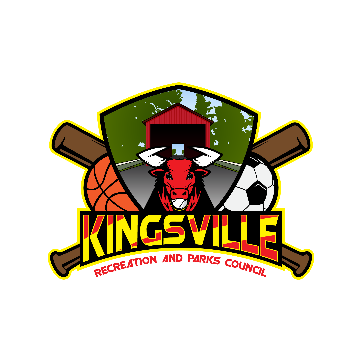 KINGSVILLE
RECREATION AND PARKS COUNCIL